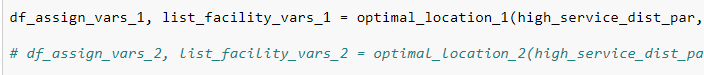 df_assign_vars_1, list_facility_vars_1 = optimal_location_1(high_service_dist_par,
# df_assign_vars_2, list_facility_vars_2 = optimal_location_2(high_service_dist_pa